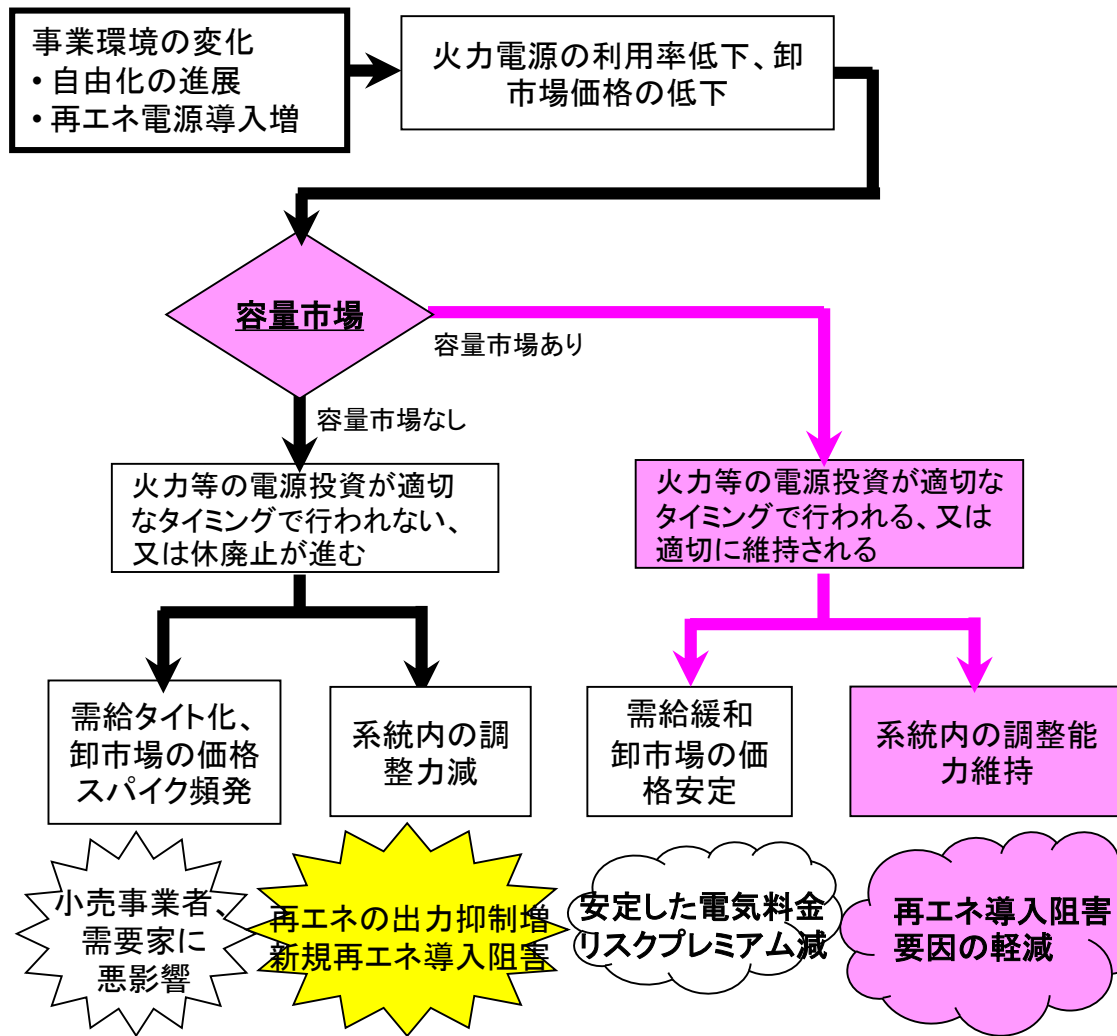 事業環境の変化
・自由化の進展
・再エネ電源導入増
火力電源の利用率低下、卸
市場価格の低下
容量市場
容量市場あり
容量市場なし
火力等の電源投資が適切
なタイミングで行われない、
又は休廃止が進む
火力等の電源投資が適切な
タイミングで行われる、又は
適切に維持される
需給タイト化、
卸市場の価格
スパイク頻発
系統内の調
整力減
需給緩和
卸市場の価
格安定
系統内の調整能
力維持
小売事業者、
需要家に
悪影響
再エネの出力抑制増
新規再エネ導入阻害
安定した電気料金
リスクプレミアム減
再エネ導入阻害
要因の軽減